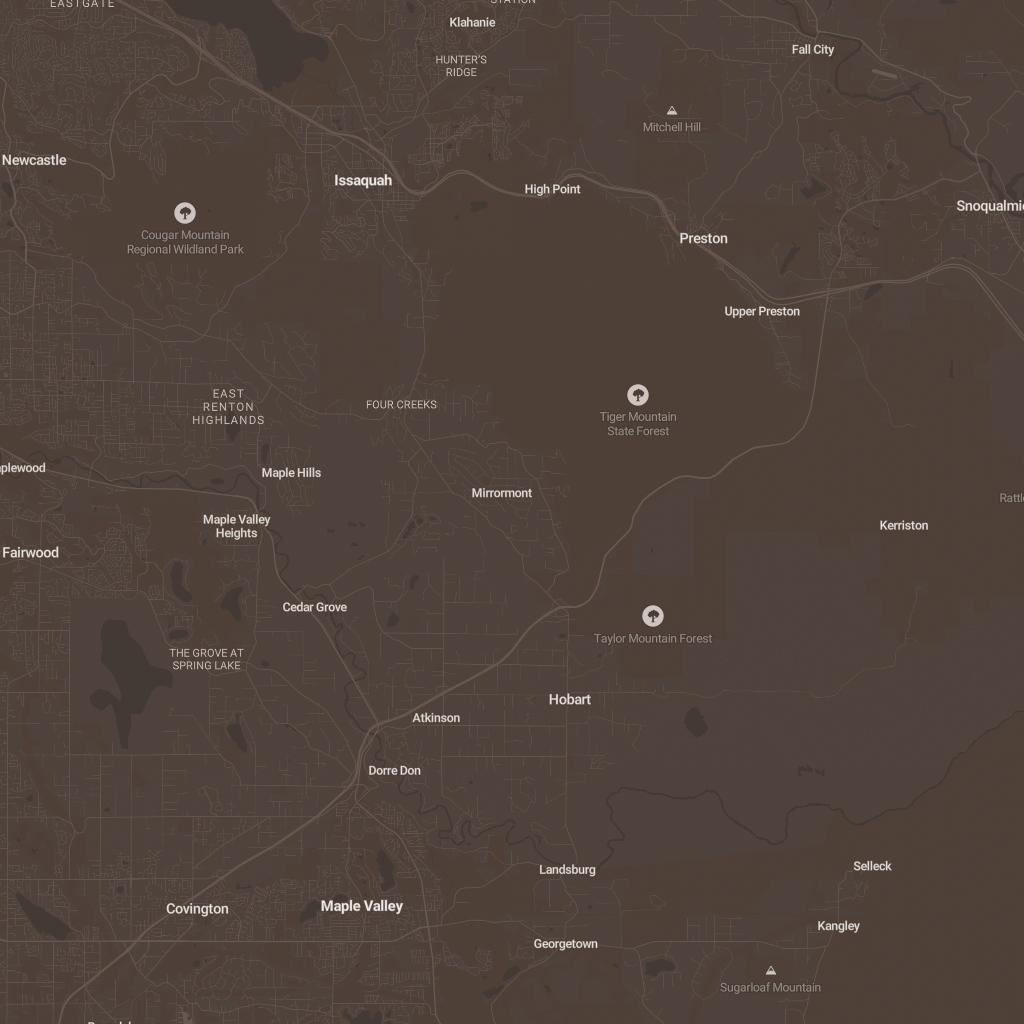 EASTGATE
STATION
Klahanie
Fall City
HUNTER'S
RIDGE
Mitchell Hill
Newcastle
Issaquah
High Point
Snoqualmie
Cougar Mountain
Regional Wildland Park
Preston
Upper Preston
EAST
RENTON
HIGHLANDS
FOUR CREEKS
Tiger Mountain
State Forest
plewood
Maple Hills
Mirrormont
Rattl
Maple Valley
Heights
Kerriston
Fairwood
Cedar Grove
Taylor Mountain Forest
THE GROVE AT
SPRING LAKE
Hobart
Atkinson
Dorre Don
Landsburg
Selleck
Covington
Maple Valley
Kangley
Georgetown
Sugarloaf Mountain